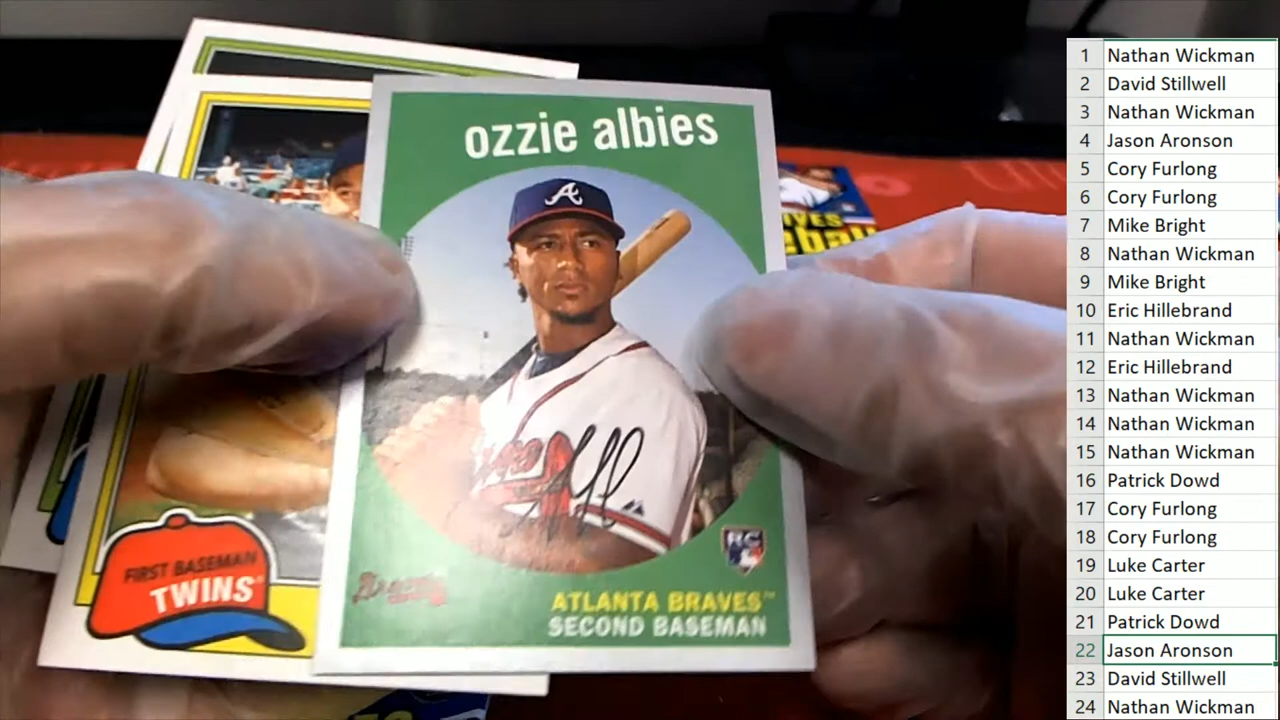 ozzie albies
A
RC
ATLANTA BRAVES™
SECOND BASEMAN
FIRST BASEMAN
TWINS
1 Nathan Wickman
2 David Stillwell
3 Nathan Wickman
4 Jason Aronson
5 Cory Furlong
6 Cory Furlong
7 Mike Bright
8 Nathan Wickman
9 Mike Bright
10 Eric Hillebrand
11 Nathan Wickman
12 Eric Hillebrand
13 Nathan Wickman
14 Nathan Wickman
15 Nathan Wickman
16 Patrick Dowd
17 Cory Furlong
18 Cory Furlong
19 Luke Carter
20 Luke Carter
21 Patrick Dowd
22 Jason Aronson
23 David Stillwell
24 Nathan Wickman